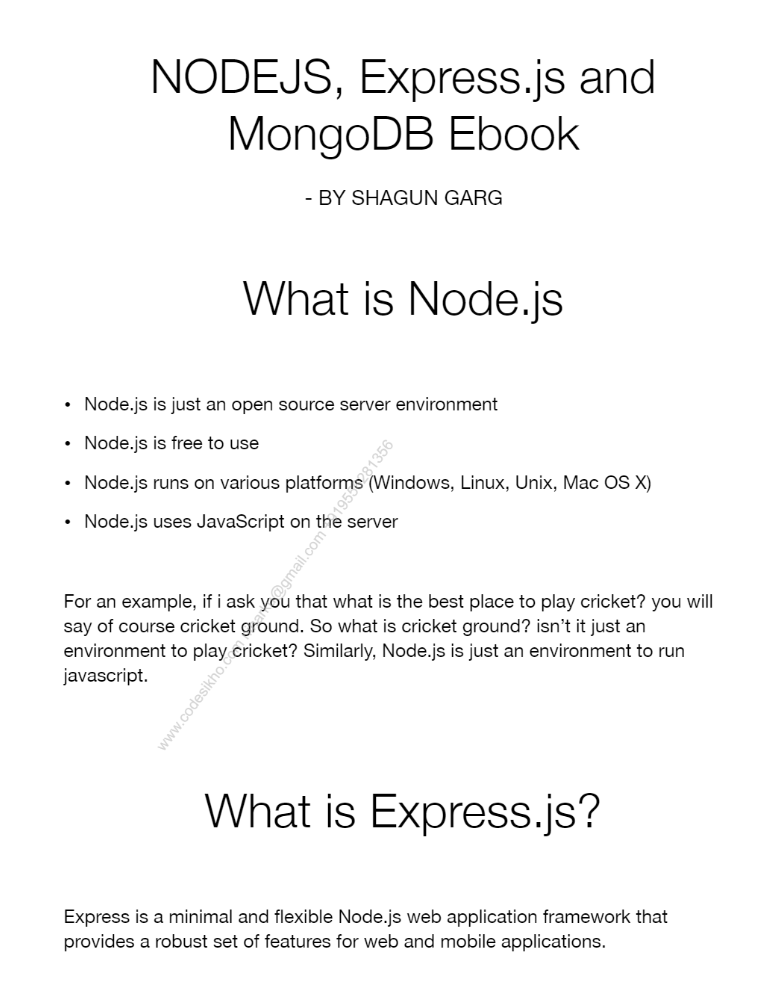 NODEJS, Express.js and
MongoDB Ebook
- BY SHAGUN GARG
What is Node.js
• Node.js is just an open source server environment
• Node.js is free to use
• Node.js runs on various platforms (Windows, Linux, Unix, Mac OS X)
• Node.js uses JavaScript on the server
For an example, if i ask you that what is the best place to play cricket? you will
say of course cricket ground. So what is cricket ground? isn’t it just an
environment to play cricket? Similarly, Node.js is just an environment to run
javascript.
www.codesikho.com
What is Express.js?
Express is a minimal and flexible Node.js web application framework that
provides a robust set of features for web and mobile applications.